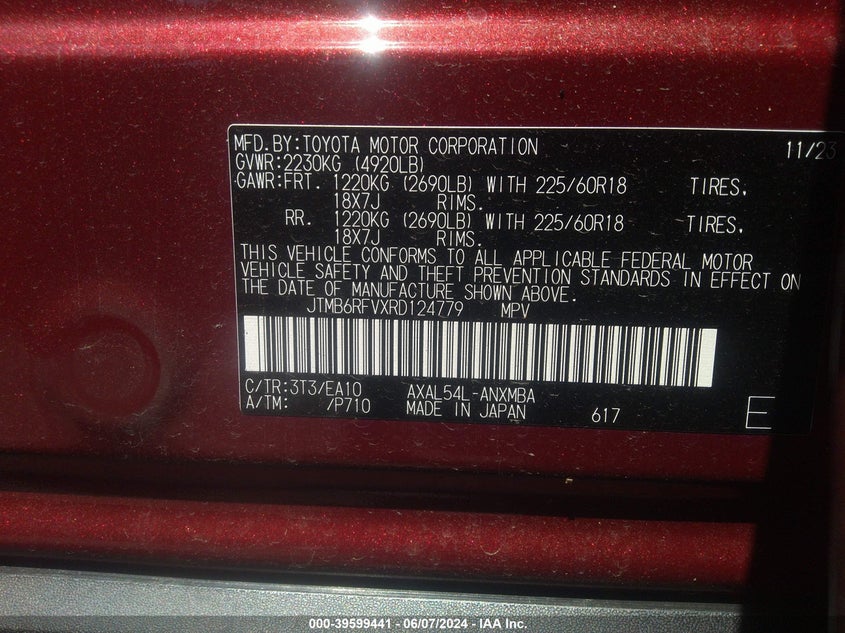 MFD.BY:TOYOTA MOTOR CORPORATION 11/23
GVWR:2230KG (4920LB)
GAWR:FRT. 1220KG (2690LB) WITH 225/60R18 TIRES,
18X7J RIMS.
RR. 1220KG (2690LB) WITH 225/60R18 TIRES,
18X7J RIMS.
THIS VEHICLE CONFORMS TO ALL APPLICABLE FEDERAL MOTOR
VEHICLE SAFETY AND THEFT PREVENTION STANDARDS IN EFFECT ON
THE DATE OF MANUFACTURE SHOWN ABOVE.
JTMB6RFVXRD124779 MPV
C/TR:3T3/EA10 AXAL54L-ANXMBA
A/TM: /P710 MADE IN JAPAN 617 E
000-39599441 - 06/07/2024 - IAA Inc.